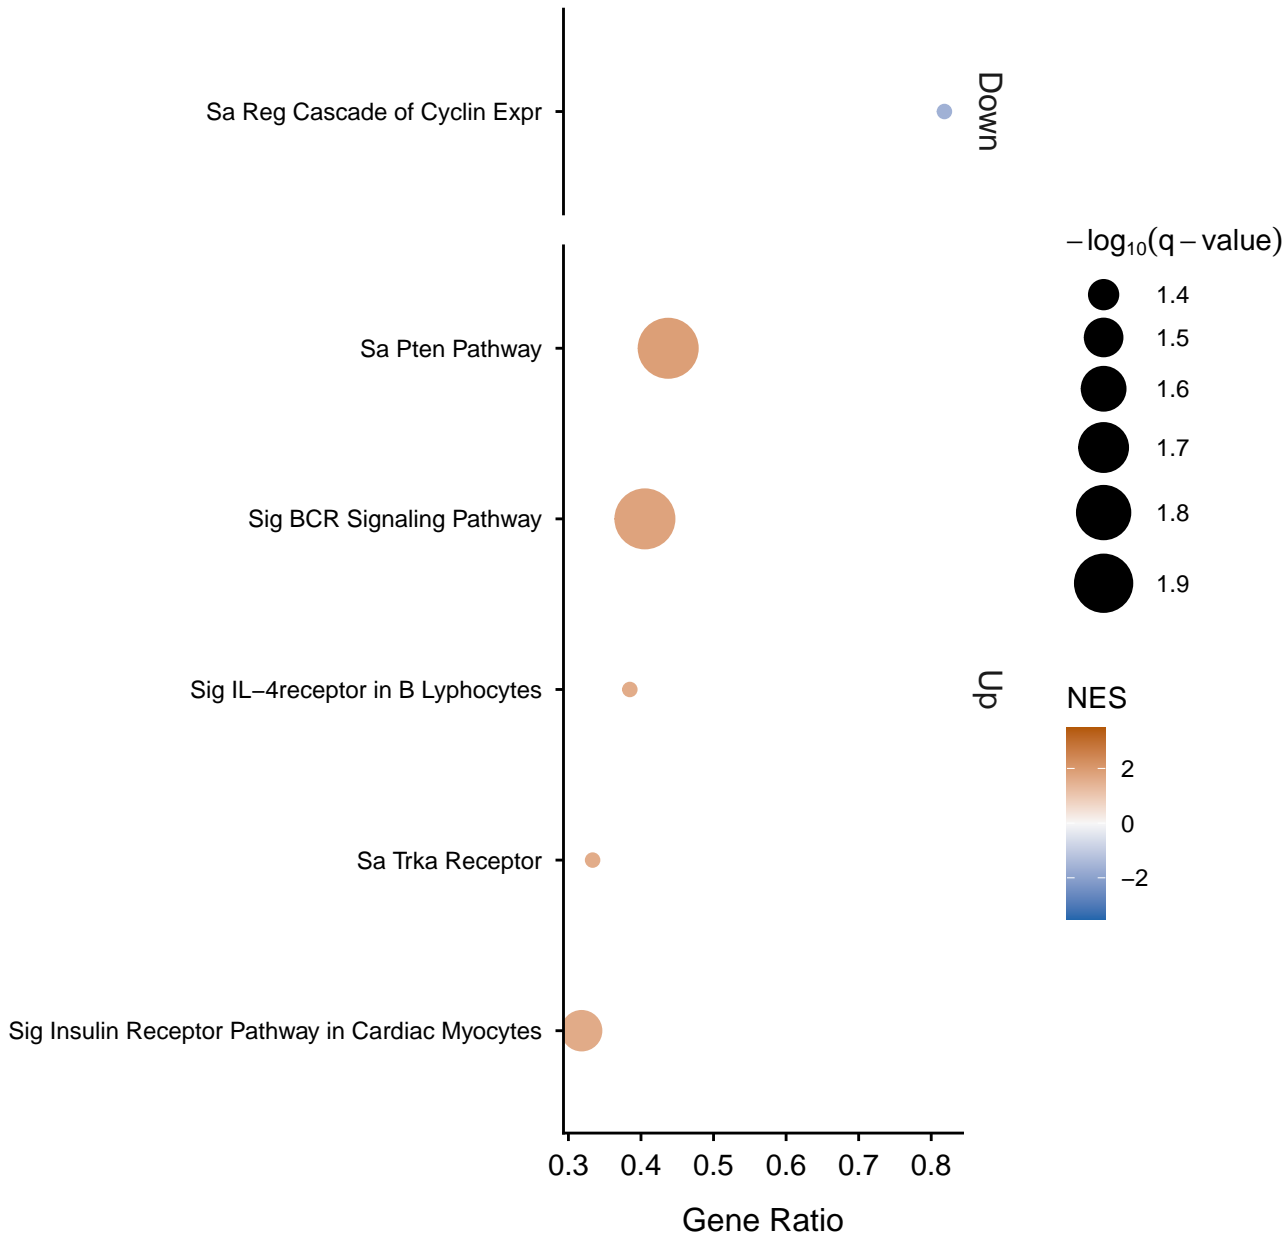 Sa Reg Cascade of Cyclin Expr
Down
Sa Pten Pathway
Sig BCR Signaling Pathway
Sig IL−4receptor in B Lyphocytes
Sa Trka Receptor
Sig Insulin Receptor Pathway in Cardiac Myocytes
Up
0.3 0.4 0.5 0.6 0.7 0.8
Gene Ratio
−log₁₀(q−value)
1.4
1.5
1.6
1.7
1.8
1.9
NES
2
0
−2